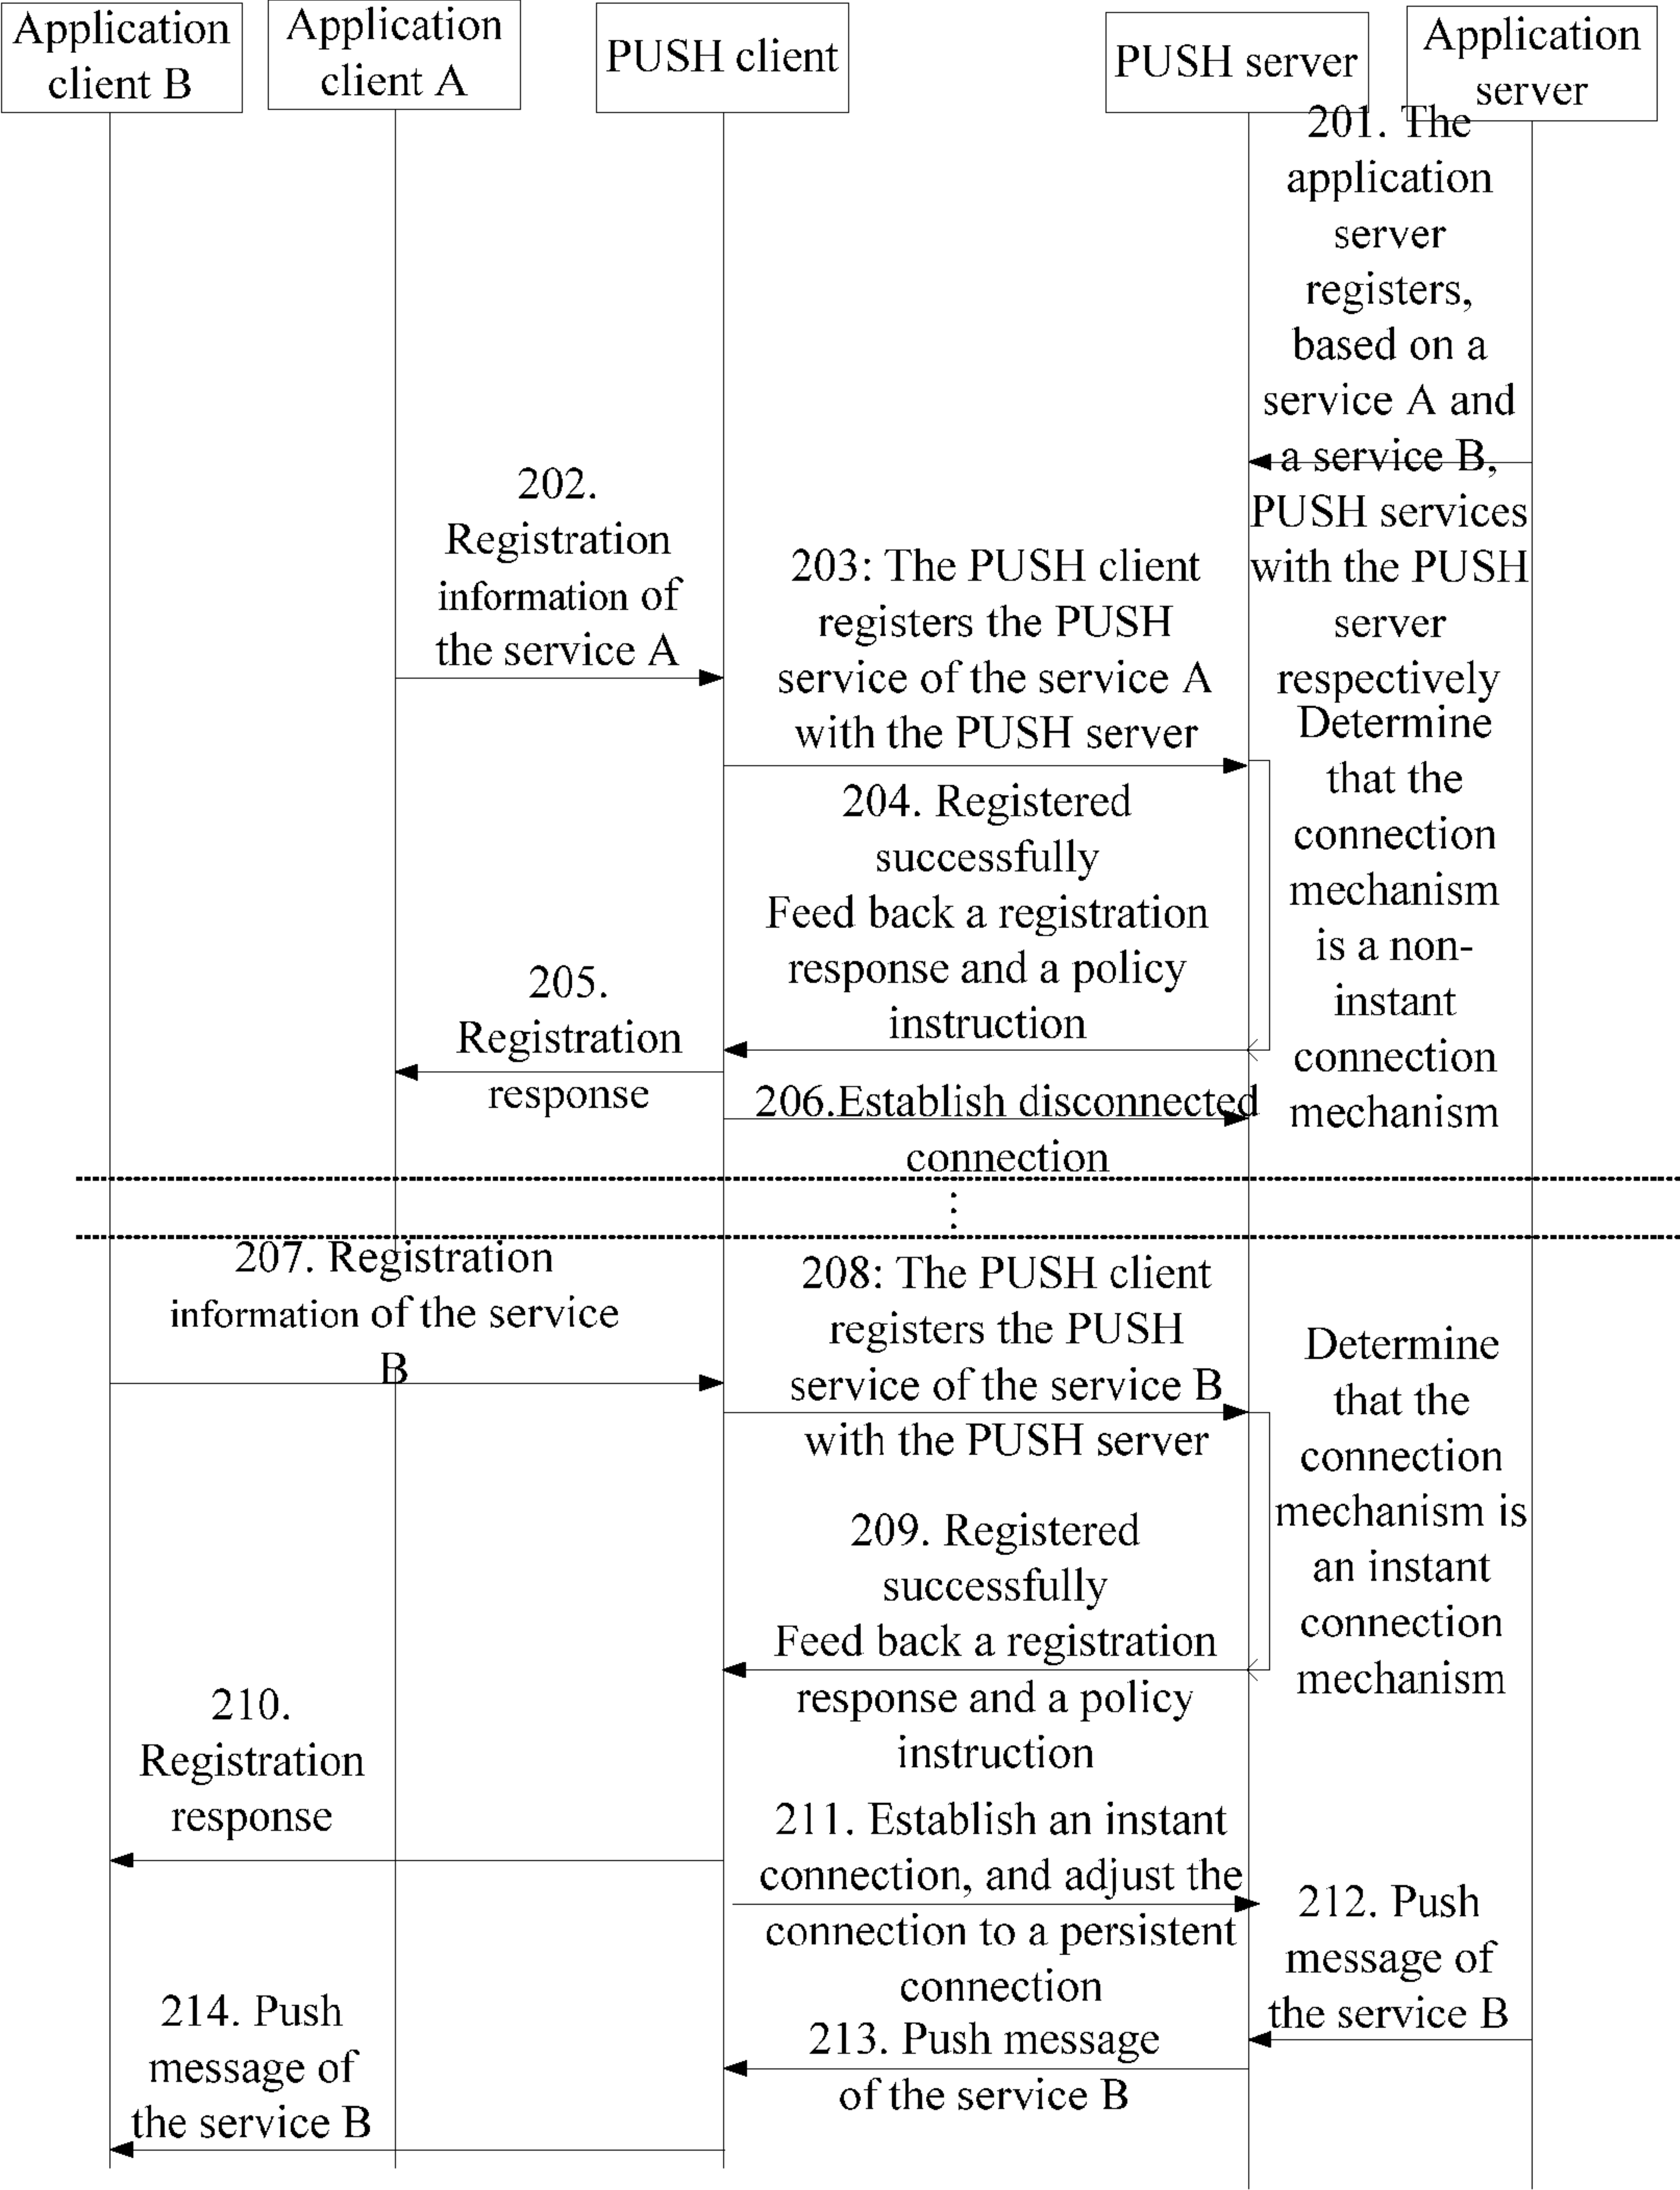 Application
client B
Application
client A
PUSH client
PUSH server
Application
server
201. The
application
server
registers,
based on a
service A and
a service B,
PUSH services
with the PUSH
server
respectively
202.
Registration
information of
the service A
203: The PUSH client
registers the PUSH
service of the service A
with the PUSH server
Determine
that the
connection
mechanism
is a non-
instant
connection
mechanism
204. Registered
successfully
Feed back a registration
response and a policy
instruction
205.
Registration
response
206.Establish disconnected
connection
207. Registration
information of the service
B
208: The PUSH client
registers the PUSH
service of the service B
with the PUSH server
Determine
that the
connection
mechanism is
an instant
connection
mechanism
209. Registered
successfully
Feed back a registration
response and a policy
instruction
210.
Registration
response
211. Establish an instant
connection, and adjust the
connection to a persistent
connection
212. Push
message of
the service B
213. Push message
of the service B
214. Push
message of
the service B